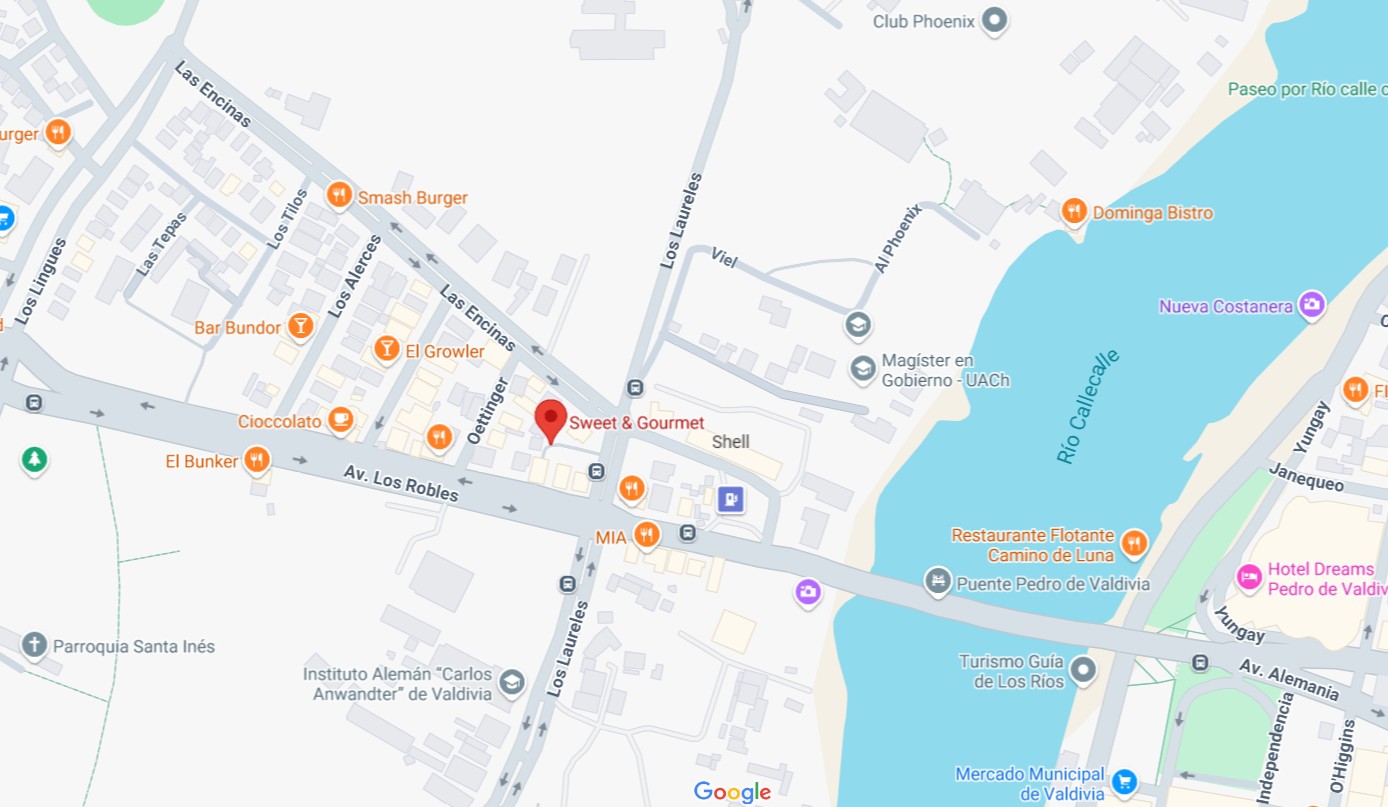 Club Phoenix
Las Encinas
Paseo por Río calle c
urger
Smash Burger
Los Laureles
Dominga Bistro
Los Tilos
Las Tepas
Al Phoenix
Los Alerces
Viel
Los Lingues
Las Encinas
Nueva Costanera
Bar Bundor
El Growler
Magíster en
Gobierno - UACh
Río Callecalle
Fl
Oettinger
Cioccolato
Sweet & Gourmet
Shell
Yungay
El Bunker
Av. Los Robles
Janequeo
MIA
Restaurante Flotante
Camino de Luna
Puente Pedro de Valdivia
Hotel Dreams
Pedro de Valdiv
Yungay
Parroquia Santa Inés
Los Laureles
Instituto Alemán “Carlos
Anwandter” de Valdivia
Turismo Guía
de Los Ríos
Av. Alemania
Independencia
O'Higgins
Mercado Municipal
de Valdivia
Google